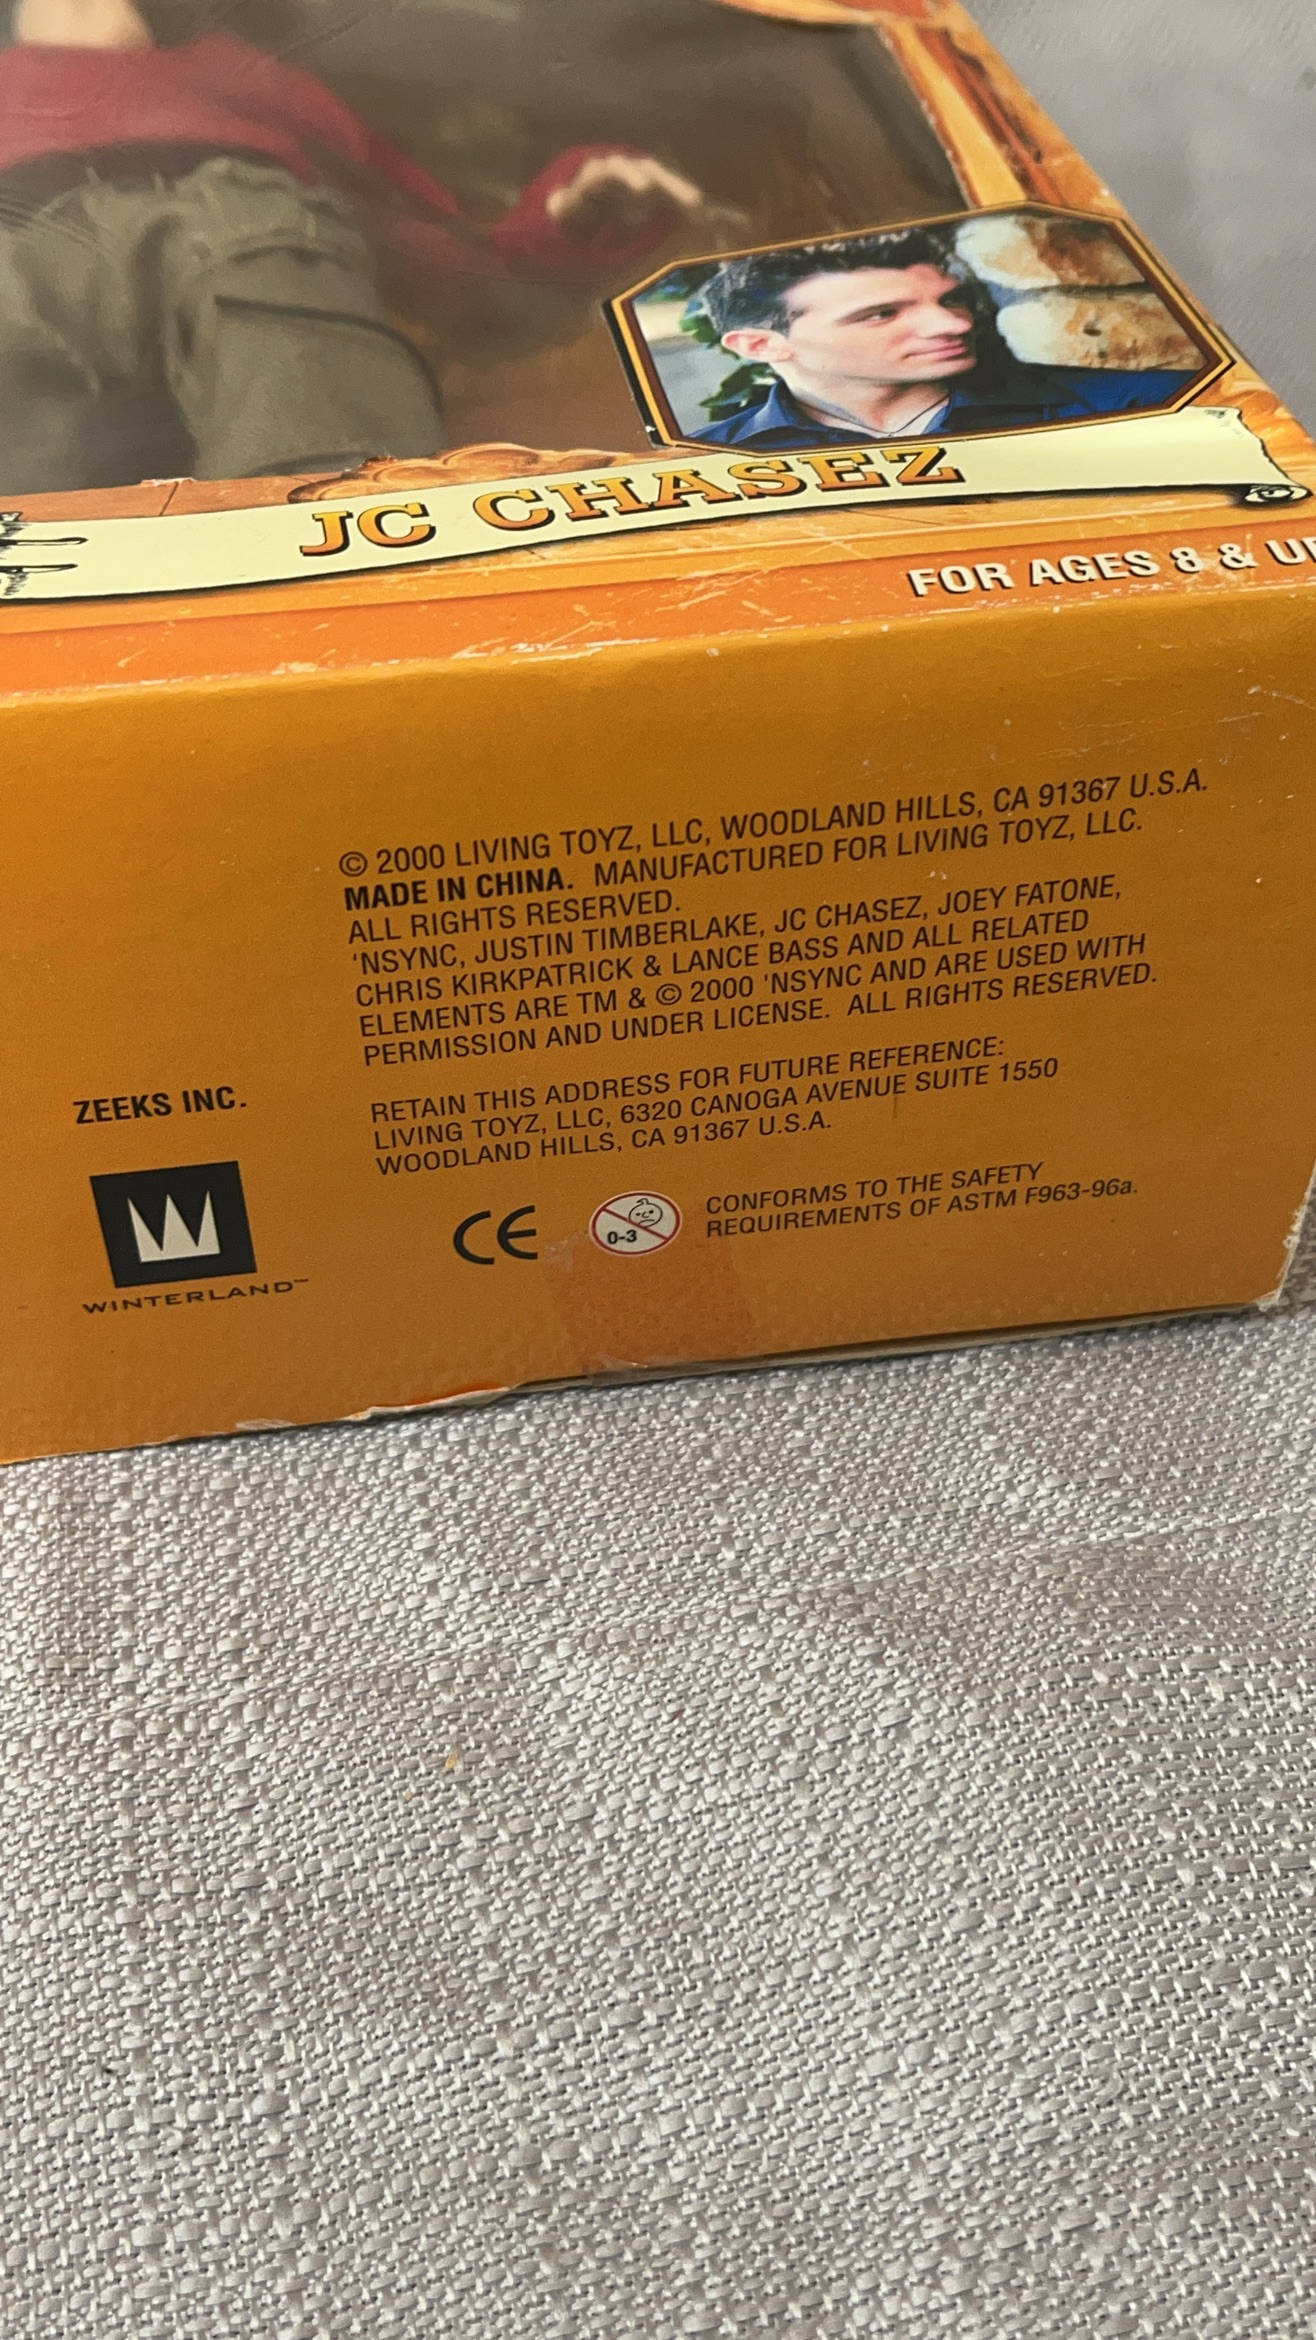 JC CHASEZ
FOR AGES 8 & UP
© 2000 LIVING TOYZ, LLC, WOODLAND HILLS, CA 91367 U.S.A.
MADE IN CHINA. MANUFACTURED FOR LIVING TOYZ, LLC.
ALL RIGHTS RESERVED.
'NSYNC, JUSTIN TIMBERLAKE, JC CHASEZ, JOEY FATONE,
CHRIS KIRKPATRICK & LANCE BASS AND ALL RELATED
ELEMENTS ARE TM & © 2000 'NSYNC AND ARE USED WITH
PERMISSION AND UNDER LICENSE. ALL RIGHTS RESERVED.
RETAIN THIS ADDRESS FOR FUTURE REFERENCE:
LIVING TOYZ, LLC, 6320 CANOGA AVENUE SUITE 1550
WOODLAND HILLS, CA 91367 U.S.A.
ZEEKS INC.
W
WINTERLAND™
CE
0-3
CONFORMS TO THE SAFETY
REQUIREMENTS OF ASTM F963-96a.